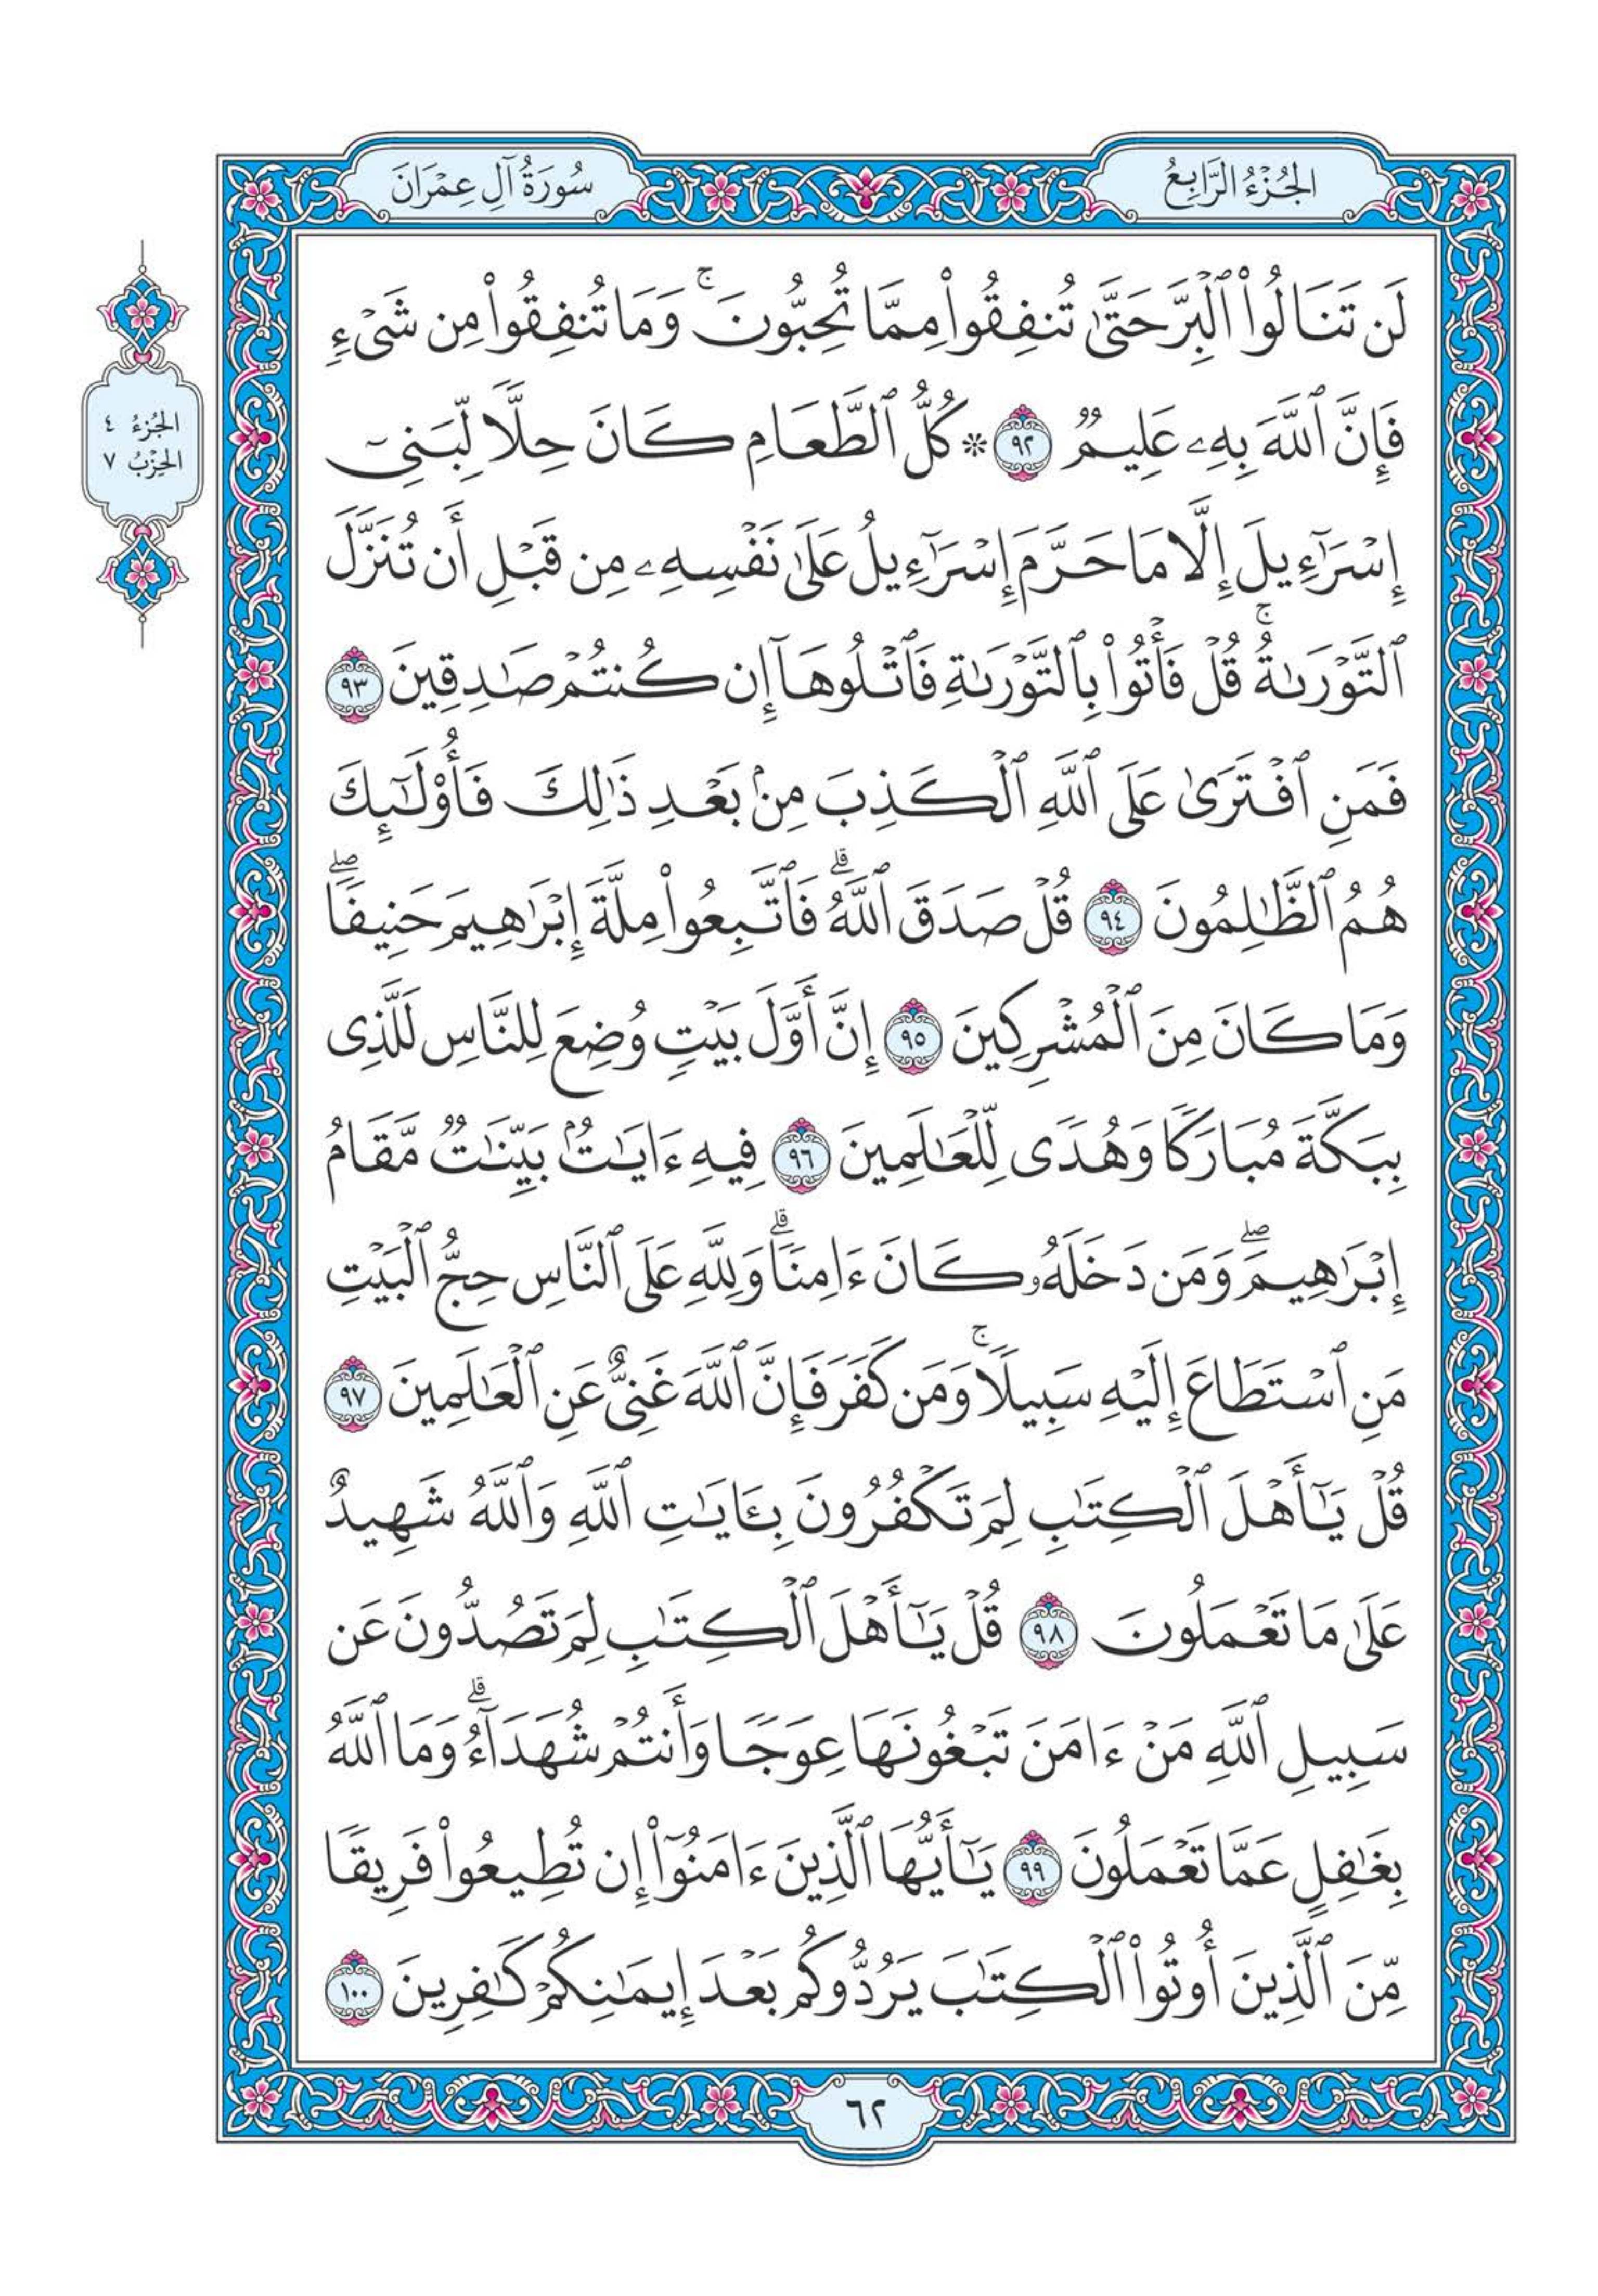 الجُزْءُ الرَّابِعُ
سُورَةُ آلِ عِمْرَانَ
الجُزءُ ٤
الحِزْبُ ٧
لَن تَنَالُوا۟ ٱلْبِرَّ حَتَّىٰ تُنفِقُوا۟ مِمَّا تُحِبُّونَ ۚ وَمَا تُنفِقُوا۟ مِن شَىْءٍ
فَإِنَّ ٱللَّهَ بِهِۦ عَلِيمٌ ٩٢ * كُلُّ ٱلطَّعَامِ كَانَ حِلًّا لِّبَنِىٓ
إِسْرَٰٓءِيلَ إِلَّا مَا حَرَّمَ إِسْرَٰٓءِيلُ عَلَىٰ نَفْسِهِۦ مِن قَبْلِ أَن تُنَزَّلَ
ٱلتَّوْرَىٰةُ ۚ قُلْ فَأْتُوا۟ بِٱلتَّوْرَىٰةِ فَٱتْلُوهَآ إِن كُنتُمْ صَـٰدِقِينَ ٩٣
فَمَنِ ٱفْتَرَىٰ عَلَى ٱللَّهِ ٱلْكَذِبَ مِنۢ بَعْدِ ذَٰلِكَ فَأُو۟لَـٰٓئِكَ
هُمُ ٱلظَّـٰلِمُونَ ٩٤ قُلْ صَدَقَ ٱللَّهُ ۗ فَٱتَّبِعُوا۟ مِلَّةَ إِبْرَٰهِيمَ حَنِيفًا ۖ
وَمَا كَانَ مِنَ ٱلْمُشْرِكِينَ ٩٥ إِنَّ أَوَّلَ بَيْتٍ وُضِعَ لِلنَّاسِ لَلَّذِى
بِبَكَّةَ مُبَارَكًا وَهُدًى لِّلْعَـٰلَمِينَ ٩٦ فِيهِ ءَايَـٰتٌۢ بَيِّنَـٰتٌ مَّقَامُ
إِبْرَٰهِيمَ ۖ وَمَن دَخَلَهُۥ كَانَ ءَامِنًا ۗ وَلِلَّهِ عَلَى ٱلنَّاسِ حِجُّ ٱلْبَيْتِ
مَنِ ٱسْتَطَاعَ إِلَيْهِ سَبِيلًا ۚ وَمَن كَفَرَ فَإِنَّ ٱللَّهَ غَنِىٌّ عَنِ ٱلْعَـٰلَمِينَ ٩٧
قُلْ يَـٰٓأَهْلَ ٱلْكِتَـٰبِ لِمَ تَكْفُرُونَ بِـَٔايَـٰتِ ٱللَّهِ وَٱللَّهُ شَهِيدٌ
عَلَىٰ مَا تَعْمَلُونَ ٩٨ قُلْ يَـٰٓأَهْلَ ٱلْكِتَـٰبِ لِمَ تَصُدُّونَ عَن
سَبِيلِ ٱللَّهِ مَنْ ءَامَنَ تَبْغُونَهَا عِوَجًا وَأَنتُمْ شُهَدَآءُ ۗ وَمَا ٱللَّهُ
بِغَـٰفِلٍ عَمَّا تَعْمَلُونَ ٩٩ يَـٰٓأَيُّهَا ٱلَّذِينَ ءَامَنُوٓا۟ إِن تُطِيعُوا۟ فَرِيقًا
مِّنَ ٱلَّذِينَ أُوتُوا۟ ٱلْكِتَـٰبَ يَرُدُّوكُم بَعْدَ إِيمَـٰنِكُمْ كَـٰفِرِينَ ١٠٠
٦٢